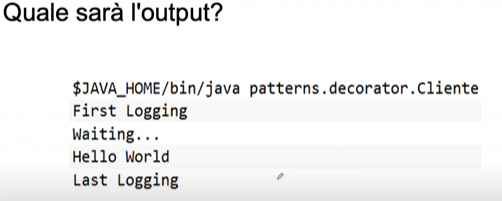 Quale sarà l'output?
$JAVA_HOME/bin/java patterns.decorator.Cliente
First Logging
Waiting...
Hello World
Last Logging